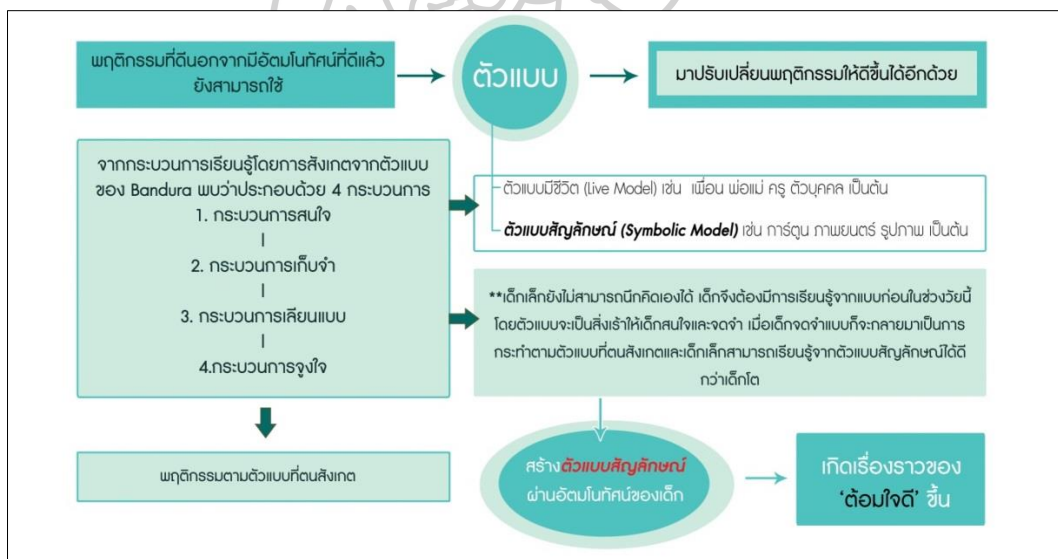 พฤติกรรมที่ดีนอกจากมีอัตมโนทัศน์ที่ดีแล้ว
ยังสามารถใช้
ตัวแบบ
มาปรับเปลี่ยนพฤติกรรมให้ดีขึ้นได้อีกด้วย
จากกระบวนการเรียนรู้โดยการสังเกตจากตัวแบบ
ของ Bandura พบว่าประกอบด้วย 4 กระบวนการ
1. กระบวนการสนใจ
2. กระบวนการเก็บจำ
3. กระบวนการเลียนแบบ
4.กระบวนการจูงใจ
ตัวแบบมีชีวิต (Live Model) เช่น เพื่อน พ่อแม่ ครู ตัวบุคคล เป็นต้น
ตัวแบบสัญลักษณ์ (Symbolic Model) เช่น การ์ตูน ภาพยนตร์ รูปภาพ เป็นต้น
**เด็กเล็กยังไม่สามารถนึกคิดเองได้ เด็กจึงต้องมีการเรียนรู้จากแบบก่อนในช่วงวัยนี้
โดยตัวแบบจะเป็นสิ่งเร้าให้เด็กสนใจและจดจำ เมื่อเด็กจดจำแบบก็จะกลายมาเป็นการ
กระทำตามตัวแบบที่ตนสังเกตและเด็กเล็กสามารถเรียนรู้จากตัวแบบสัญลักษณ์ได้ดี
กว่าเด็กโต
พฤติกรรมตามตัวแบบที่ตนสังเกต
สร้างตัวแบบสัญลักษณ์
ผ่านอัตมโนทัศน์ของเด็ก
เกิดเรื่องราวของ
‘ต้อมใจดี’ ขึ้น